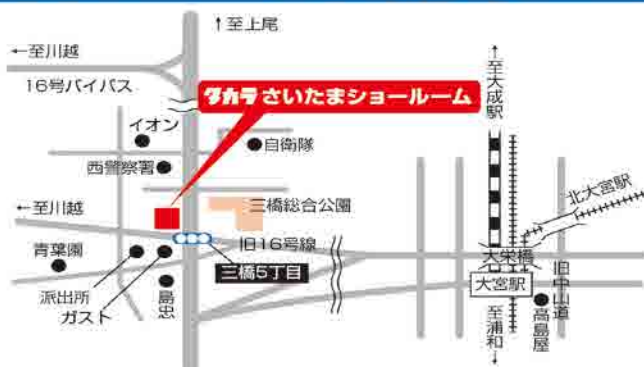 ↑至上尾
←至川越
16号バイパス
タカラさいたまショールーム
イオン
自衛隊
西警察署
←至川越
三橋総合公園
旧16号線
青葉園
三橋5丁目
派出所
ガスト
島忠
←至大成駅
北大宮駅
大栄橋
大宮駅
旧中山道
高島屋
至浦和→